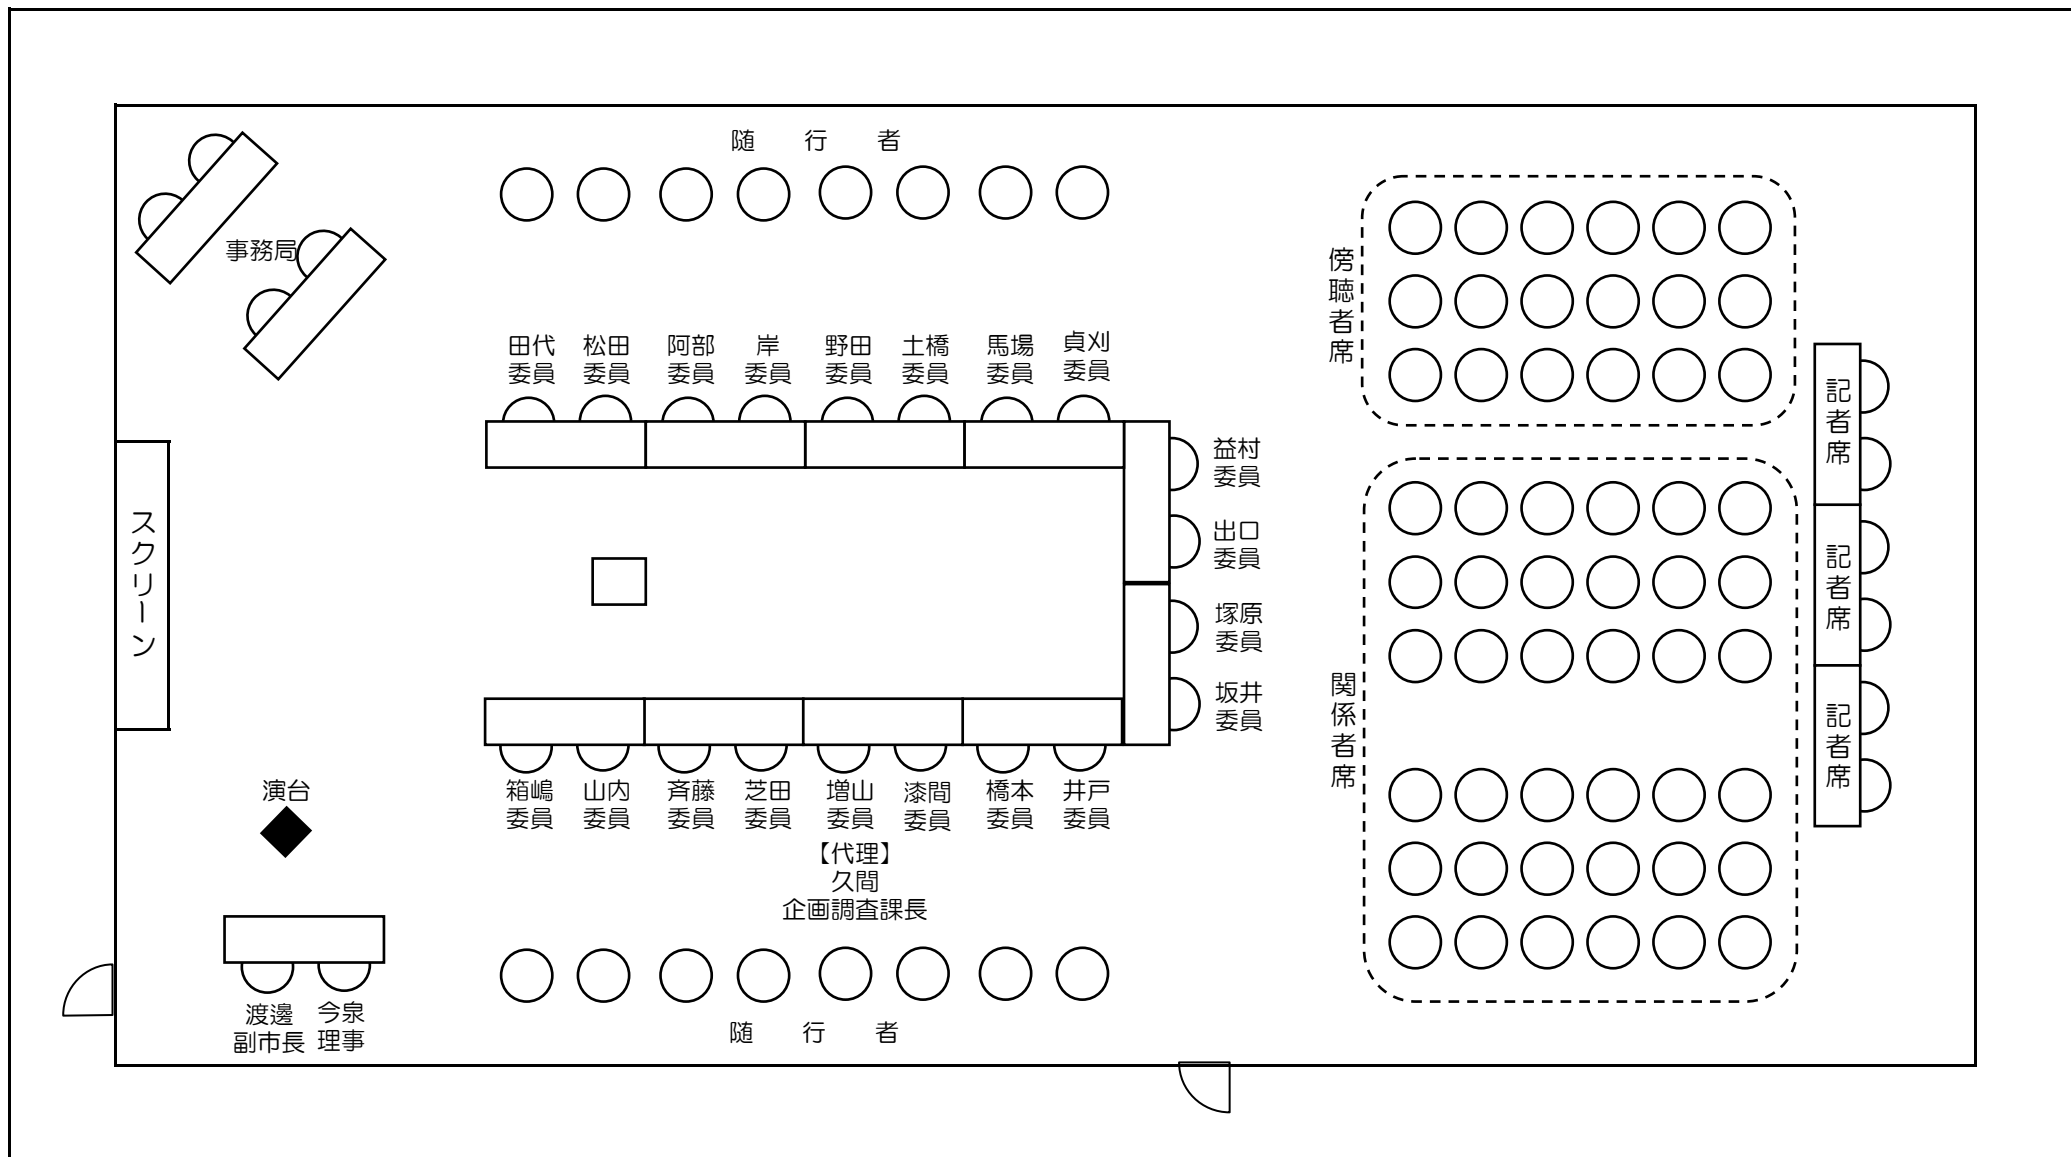 随　行　者
事務局
田代
委員
松田
委員
阿部
委員
岸
委員
野田
委員
土橋
委員
馬場
委員
貞刈
委員
益村
委員
出口
委員
塚原
委員
坂井
委員
スクリーン
箱嶋
委員
山内
委員
斉藤
委員
芝田
委員
増山
委員
漆間
委員
橋本
委員
井戸
委員
【代理】
久間
企画調査課長
演台
渡邊
副市長
今泉
理事
随　行　者
傍聴者席
関係者席
記者席
記者席
記者席